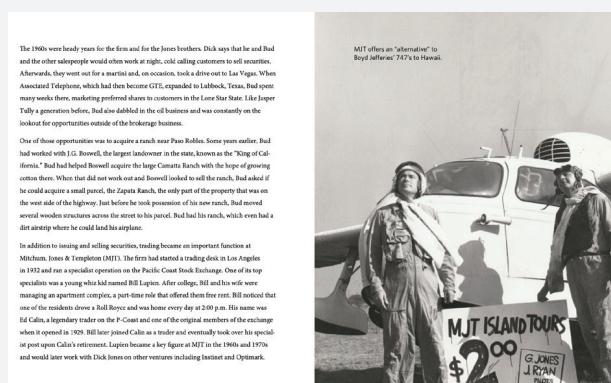 The 1960s were heady years for the firm and for the Jones brothers. Dick says that he and Bud
and the other salespeople would often work at night, cold calling customers to sell securities.
Afterwards, they went out for a martini and, on occasion, took a drive out to Las Vegas. When
Associated Telephone, which had then become GTE, expanded to Lubbock, Texas, Bud spent
many weeks there, marketing preferred shares to customers in the Lone Star State. Like Jasper
Tully a generation before, Bud also dabbled in the oil business and was constantly on the
lookout for opportunities outside of the brokerage business.
One of those opportunities was to acquire a ranch near Paso Robles. Some years earlier, Bud
had worked with J.G. Boswell, the largest landowner in the state, known as the "King of Cal-
ifornia." Bud had helped Boswell acquire the large Camatta Ranch with the hope of growing
cotton there. When that did not work out and Boswell looked to sell the ranch, Bud asked if
he could acquire a small parcel, the Zapata Ranch, the only part of the property that was on
the west side of the highway. Just before he took possession of his new ranch, Bud moved
several wooden structures across the street to his parcel. Bud had his ranch, which even had a
dirt airstrip where he could land his airplane.
In addition to issuing and selling securities, trading became an important function at
Mitchum, Jones & Templeton (MJT). The firm had started a trading desk in Los Angeles
in 1932 and ran a specialist operation on the Pacific Coast Stock Exchange. One of its top
specialists was a young whiz kid named Bill Lupien. After college, Bill and his wife were
managing an apartment complex, a part-time role that offered them free rent. Bill noticed that
one of the residents drove a Roll Royce and was home every day at 2:00 p.m. His name was
Ed Calin, a legendary trader on the P-Coast and one of the original members of the exchange
when it opened in 1929. Bill later joined Calin as a trader and eventually took over his special-
ist post upon Calin's retirement. Lupien became a key figure at MJT in the 1960s and 1970s
and would later work with Dick Jones on other ventures including Instinet and Optimark.
MJT offers an "alternative" to
Boyd Jefferies' 747's to Hawaii.
MJT ISLAND TOURS
$2.00
G. JONES
J. RYAN
PILOTS